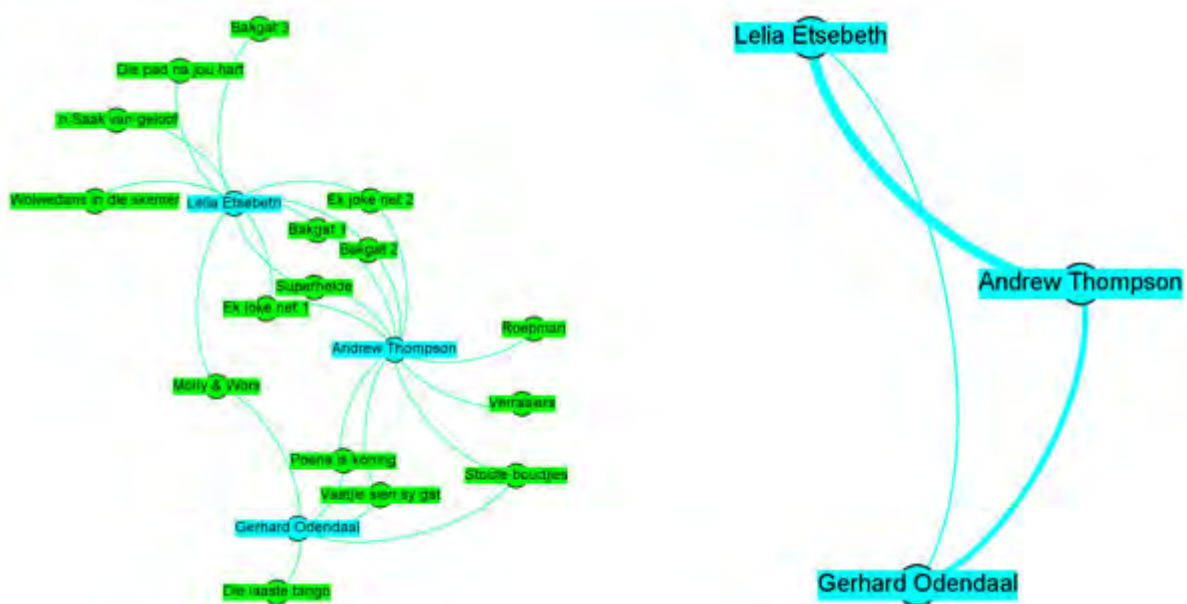 Bakgat 3
Die pad na jou hart
'n Saak van geloof
Wolwedans in die skemer
Lelia Etsebeth
Ek joke net 2
Bakgat 1
Bakgat 2
Superhelde
Ek joke net 1
Roepman
Andrew Thompson
Molly & Wors
Verraaiers
Poena is koning
Stoute boudjies
Vaatjie sien sy gat
Gerhard Odendaal
Die laaste tango
Lelia Etsebeth
Andrew Thompson
Gerhard Odendaal